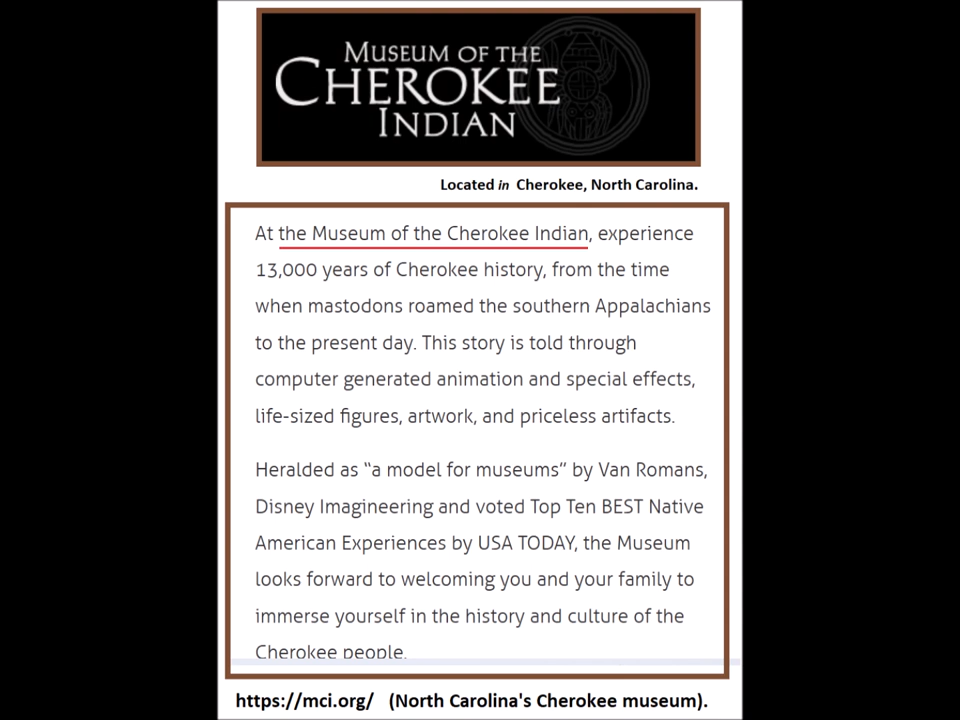 MUSEUM OF THE
CHEROKEE
INDIAN
Located in Cherokee, North Carolina.
At the Museum of the Cherokee Indian, experience
13,000 years of Cherokee history, from the time
when mastodons roamed the southern Appalachians
to the present day. This story is told through
computer generated animation and special effects,
life-sized figures, artwork, and priceless artifacts.
Heralded as “a model for museums” by Van Romans,
Disney Imagineering and voted Top Ten BEST Native
American Experiences by USA TODAY, the Museum
looks forward to welcoming you and your family to
immerse yourself in the history and culture of the
Cherokee people.
https://mci.org/ (North Carolina's Cherokee museum).